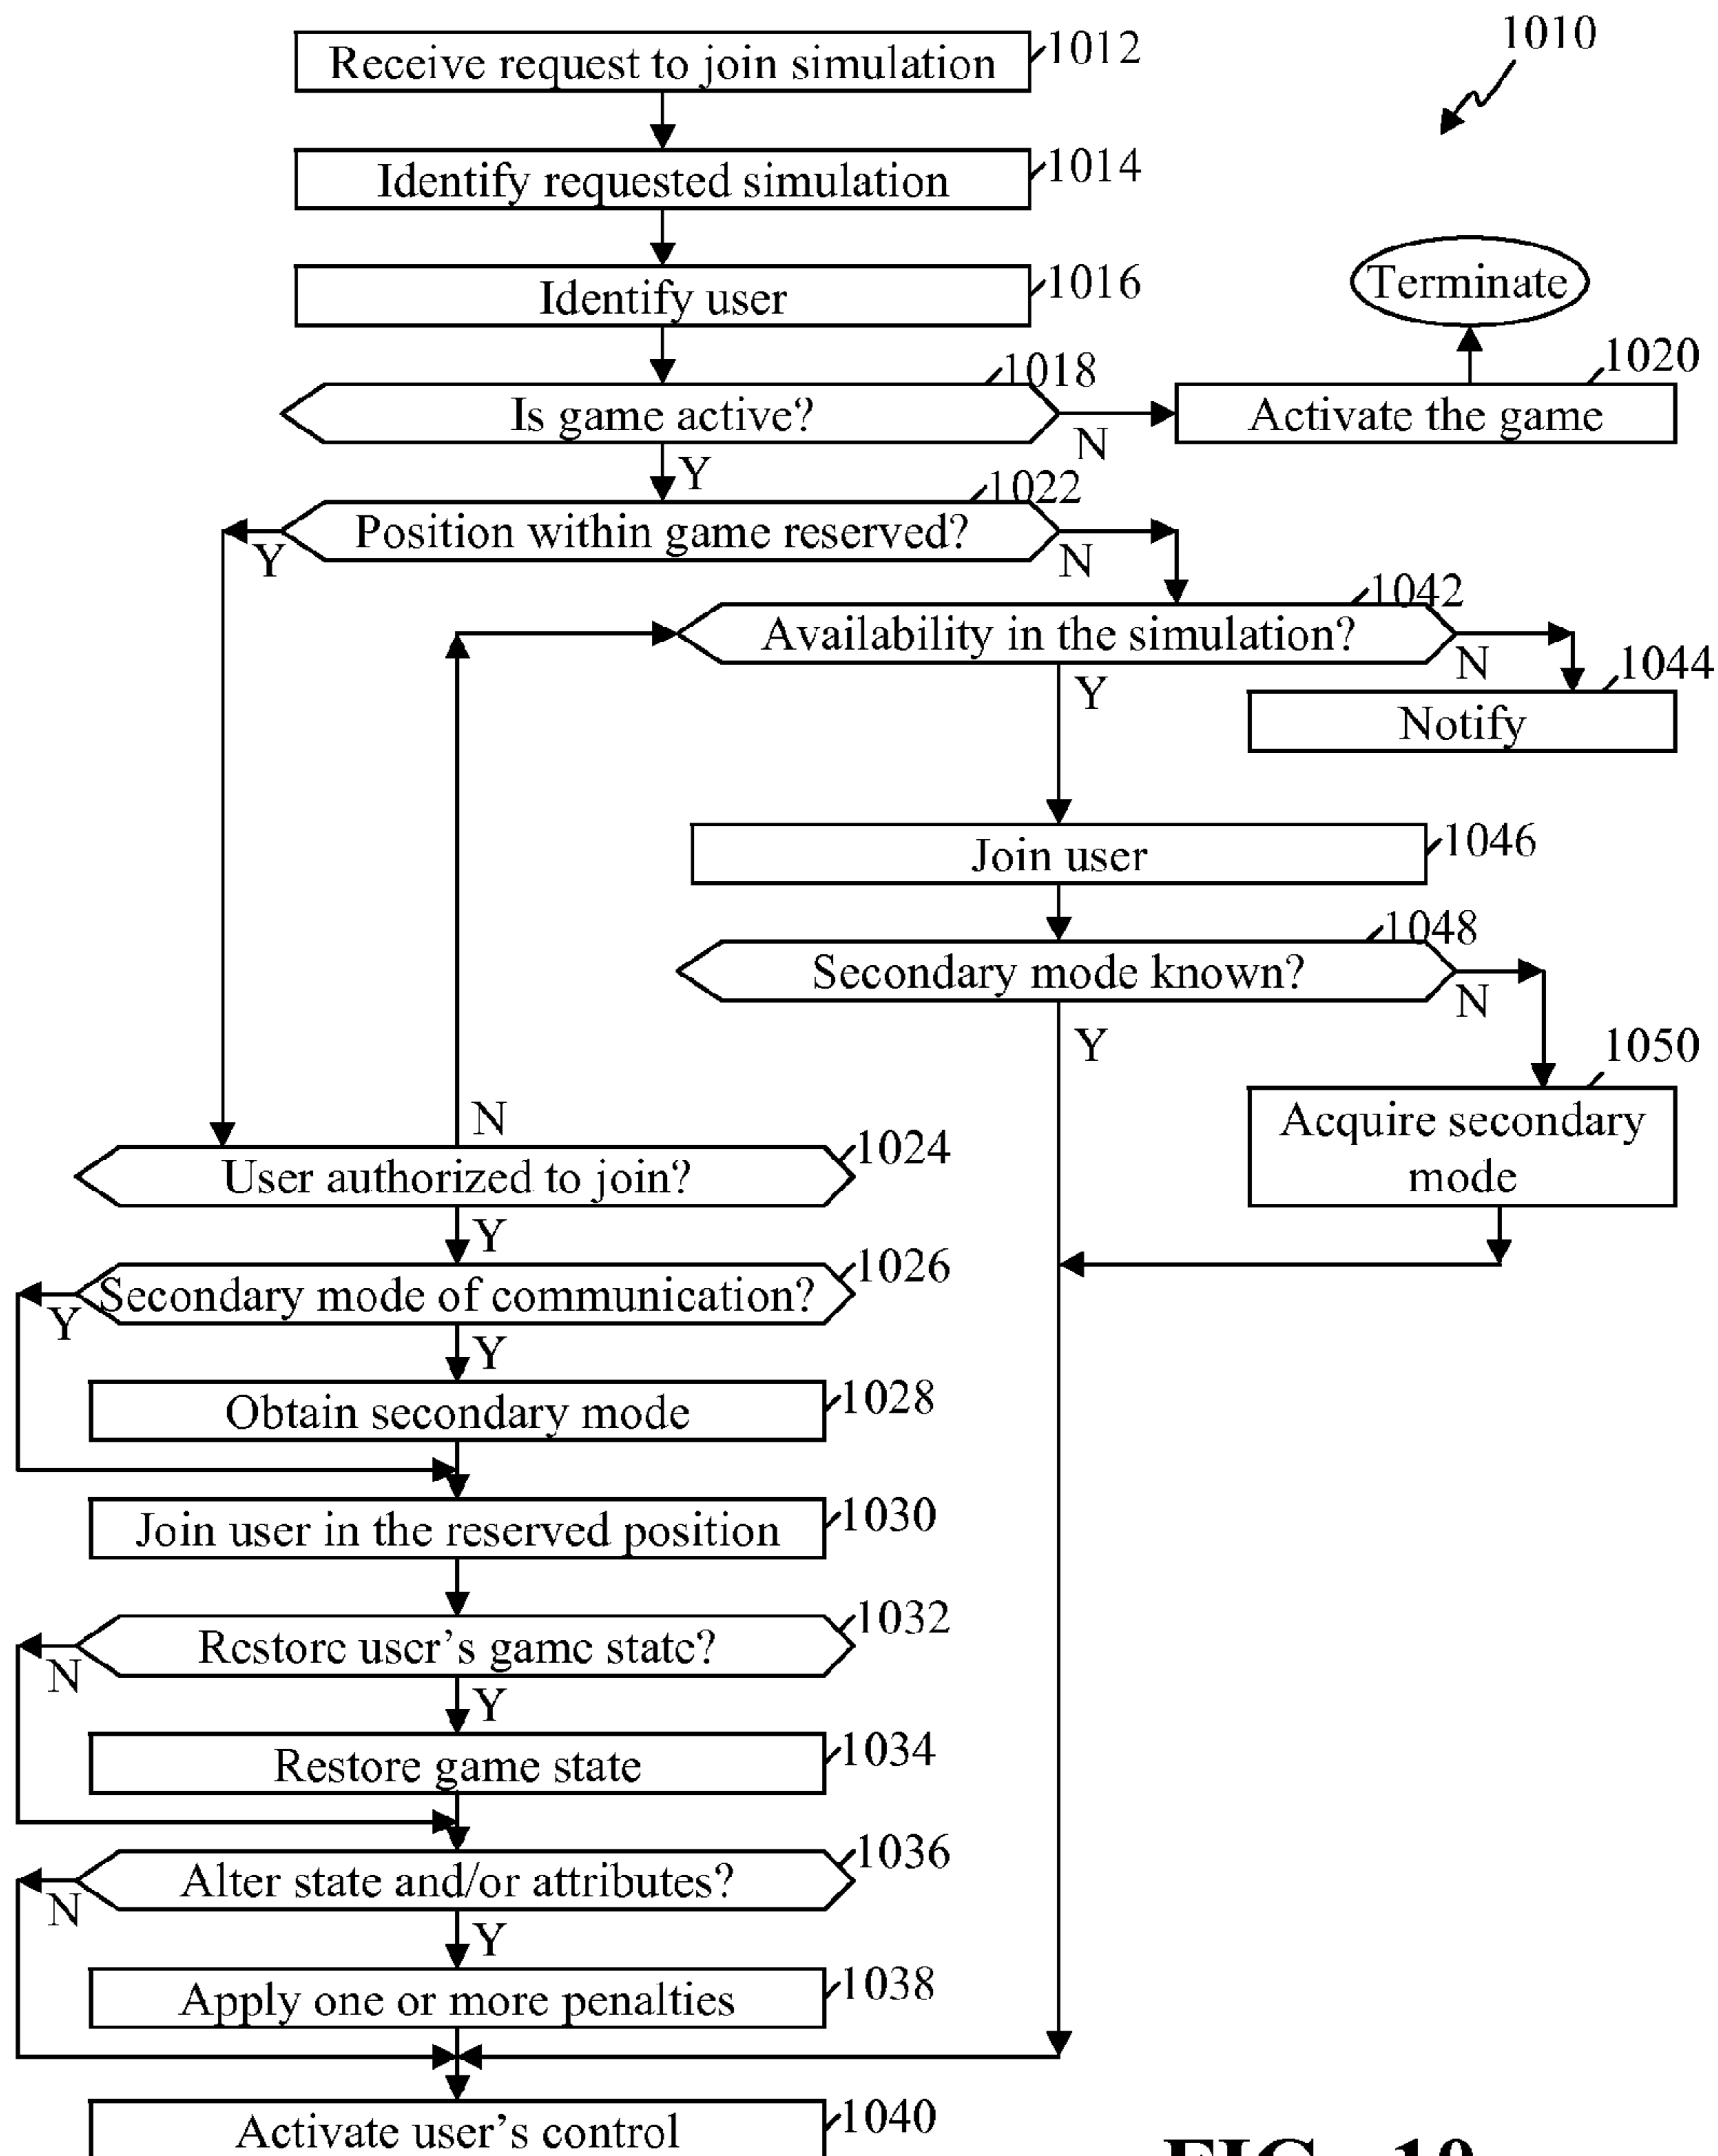 1010
Receive request to join simulation
1012
Identify requested simulation
1014
Identify user
1016
Terminate
Is game active?
1018
N
Y
Activate the game
1020
Position within game reserved?
1022
Y
N
Availability in the simulation?
1042
N
Y
Notify
1044
Join user
1046
Secondary mode known?
1048
N
Y
Acquire secondary
mode
1050
N
User authorized to join?
1024
Y
Secondary mode of communication?
1026
Y
Y
Obtain secondary mode
1028
Join user in the reserved position
1030
Restore user's game state?
1032
N
Y
Restore game state
1034
Alter state and/or attributes?
1036
N
Y
Apply one or more penalties
1038
Activate user's control
1040
FIG. 10